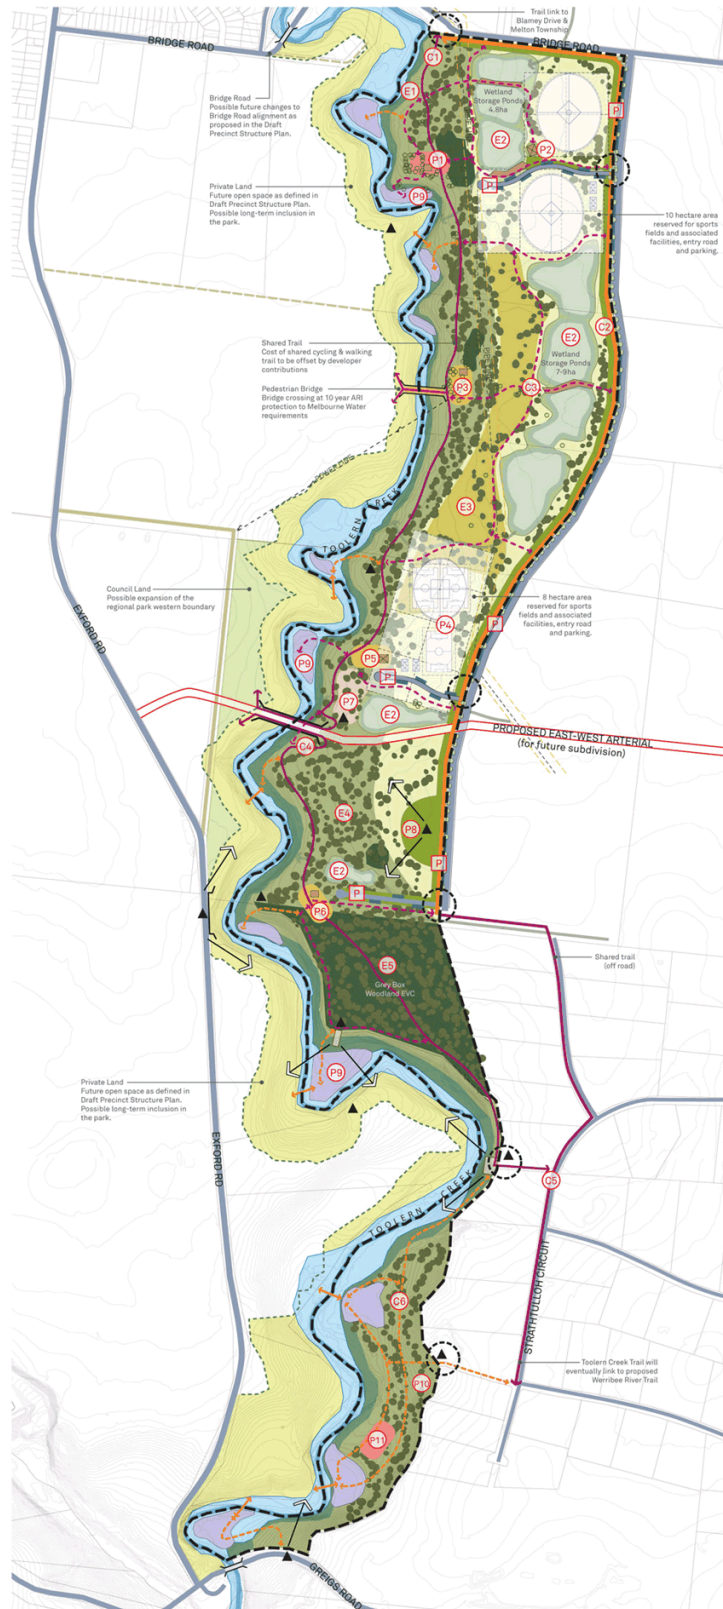 Trail link to
Blamey Drive &
Melton Township
BRIDGE ROAD
BRIDGE ROAD
C1
E1
Wetland
Storage Ponds
4.8ha
Bridge Road
Possible future changes to
Bridge Road alignment as
proposed in the Draft
Precinct Structure Plan.
P
E2
P2
P1
P
Private Land
Future open space as defined in
Draft Precinct Structure Plan.
Possible long-term inclusion in
the park.
P9
10 hectare area
reserved for sports
fields and associated
facilities, entry road
and parking.
C2
E2
Wetland
Storage Ponds
7-9ha
Shared Trail
Cost of shared cycling & walking
trail to be offset by developer
contributions
Pedestrian Bridge
Bridge crossing at 10 year ARI
protection to Melbourne Water
requirements
P3
C3
POWERLINE
TOOLERN CREEK
E3
Council Land
Possible expansion of the
regional park western boundary
EXFORD RD
8 hectare area
reserved for sports
fields and associated
facilities, entry road
and parking.
P4
P
P5
P9
P
P7
E2
C4
PROPOSED EAST-WEST ARTERIAL
(for future subdivision)
E4
P8
P
E2
P
P6
E5
Grey Box
Woodland EVC
Shared trail
(off road)
P9
Private Land
Future open space as defined in
Draft Precinct Structure Plan.
Possible long-term inclusion in
the park.
EXFORD RD
C5
TOOLERN CREEK
STRATHTULLOH CIRCUIT
C6
Toolern Creek Trail will
eventually link to proposed
Werribee River Trail
P10
P11
GREIGS ROAD